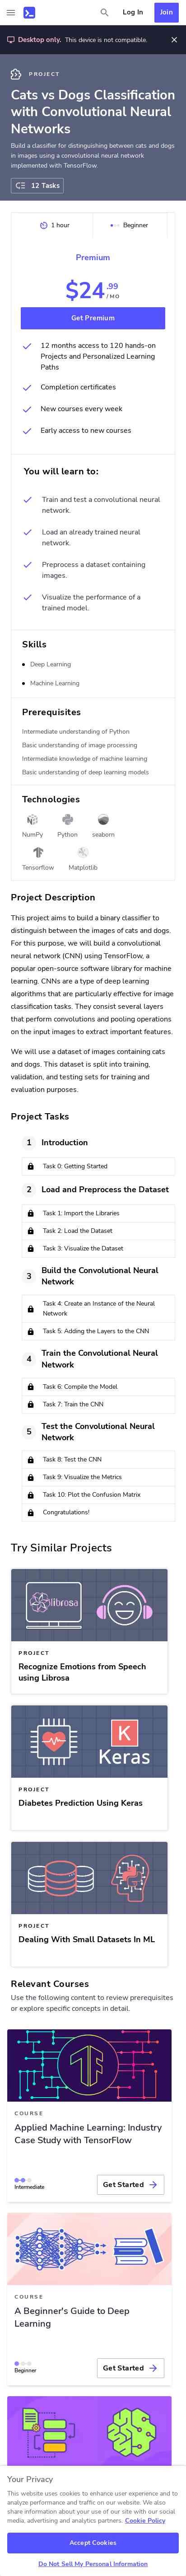 Log In
Join
Desktop only. This device is not compatible.
PROJECT
Cats vs Dogs Classification
with Convolutional Neural
Networks
Build a classifier for distinguishing between cats and dogs
in images using a convolutional neural network
implemented with TensorFlow.
12 Tasks
1 hour
Beginner
Premium
$24 .99 /MO
Get Premium
12 months access to 120 hands-on
Projects and Personalized Learning
Paths
Completion certificates
New courses every week
Early access to new courses
You will learn to:
Train and test a convolutional neural
network.
Load an already trained neural
network.
Preprocess a dataset containing
images.
Visualize the performance of a
trained model.
Skills
Deep Learning
Machine Learning
Prerequisites
Intermediate understanding of Python
Basic understanding of image processing
Intermediate knowledge of machine learning
Basic understanding of deep learning models
Technologies
NumPy
Python
seaborn
Tensorflow
Matplotlib
Project Description
This project aims to build a binary classifier to
distinguish between the images of cats and dogs.
For this purpose, we will build a convolutional
neural network (CNN) using TensorFlow, a
popular open-source software library for machine
learning. CNNs are a type of deep learning
algorithms that are particularly effective for image
classification tasks. They consist several layers
that perform convolutions and pooling operations
on the input images to extract important features.
We will use a dataset of images containing cats
and dogs. This dataset is split into training,
validation, and testing sets for training and
evaluation purposes.
Project Tasks
1 Introduction
Task 0: Getting Started
2 Load and Preprocess the Dataset
Task 1: Import the Libraries
Task 2: Load the Dataset
Task 3: Visualize the Dataset
3 Build the Convolutional Neural
Network
Task 4: Create an Instance of the Neural
Network
Task 5: Adding the Layers to the CNN
4 Train the Convolutional Neural
Network
Task 6: Compile the Model
Task 7: Train the CNN
5 Test the Convolutional Neural
Network
Task 8: Test the CNN
Task 9: Visualize the Metrics
Task 10: Plot the Confusion Matrix
Congratulations!
Try Similar Projects
librosa
PROJECT
Recognize Emotions from Speech
using Librosa
K
Keras
PROJECT
Diabetes Prediction Using Keras
PROJECT
Dealing With Small Datasets In ML
Relevant Courses
Use the following content to review prerequisites
or explore specific concepts in detail.
COURSE
Applied Machine Learning: Industry
Case Study with TensorFlow
Intermediate
Get Started
COURSE
A Beginner's Guide to Deep
Learning
Beginner
Get Started
Your Privacy
This website uses cookies to enhance user experience and to
analyze performance and traffic on our website. We also
share information about your use of our site with our social
media, advertising and analytics partners. Cookie Policy
Accept Cookies
Do Not Sell My Personal Information